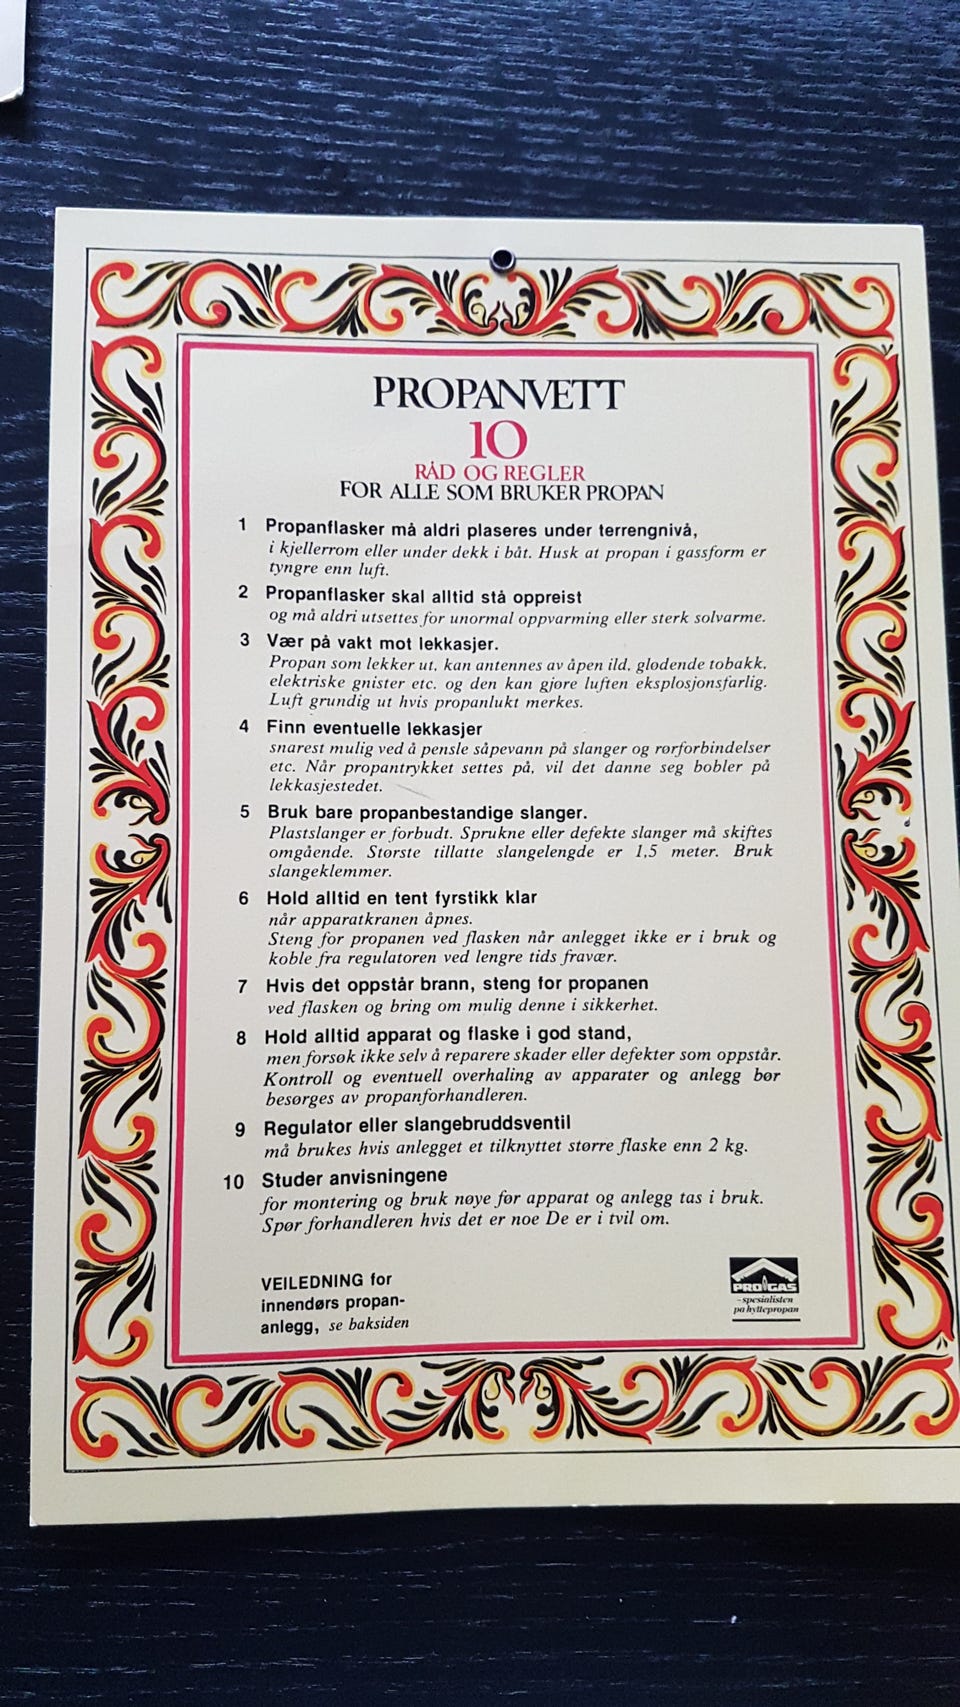 PROPANVETT
10
RÅD OG REGLER
FOR ALLE SOM BRUKER PROPAN
1 Propanflasker må aldri plaseres under terrengnivå,
i kjellerrom eller under dekk i båt. Husk at propan i gassform er
tyngre enn luft.
2 Propanflasker skal alltid stå oppreist
og må aldri utsettes for unormal oppvarming eller sterk solvarme.
3 Vær på vakt mot lekkasjer.
Propan som lekker ut, kan antennes av åpen ild, glødende tobakk,
elektriske gnister etc. og den kan gjøre luften eksplosjonsfarlig.
Luft grundig ut hvis propanlukt merkes.
4 Finn eventuelle lekkasjer
snarest mulig ved å pensle såpevann på slanger og rørforbindelser
etc. Når propantrykket settes på, vil det danne seg bobler på
lekkasjestedet.
5 Bruk bare propanbestandige slanger.
Plastslanger er forbudt. Sprukne eller defekte slanger må skiftes
omgående. Største tillatte slangelengde er 1,5 meter. Bruk
slangeklemmer.
6 Hold alltid en tent fyrstikk klar
når apparatkranen åpnes.
Steng for propanen ved flasken når anlegget ikke er i bruk og
koble fra regulatoren ved lengre tids fravær.
7 Hvis det oppstår brann, steng for propanen
ved flasken og bring om mulig denne i sikkerhet.
8 Hold alltid apparat og flaske i god stand,
men forsøk ikke selv å reparere skader eller defekter som oppstår.
Kontroll og eventuell overhaling av apparater og anlegg bør
besørges av propanforhandleren.
9 Regulator eller slangebruddsventil
må brukes hvis anlegget et tilknyttet større flaske enn 2 kg.
10 Studer anvisningene
for montering og bruk nøye før apparat og anlegg tas i bruk.
Spør forhandleren hvis det er noe De er i tvil om.
VEILEDNING for
innendørs propan-
anlegg, se baksiden
PROGAS
- spesialisten
på hyttepropan